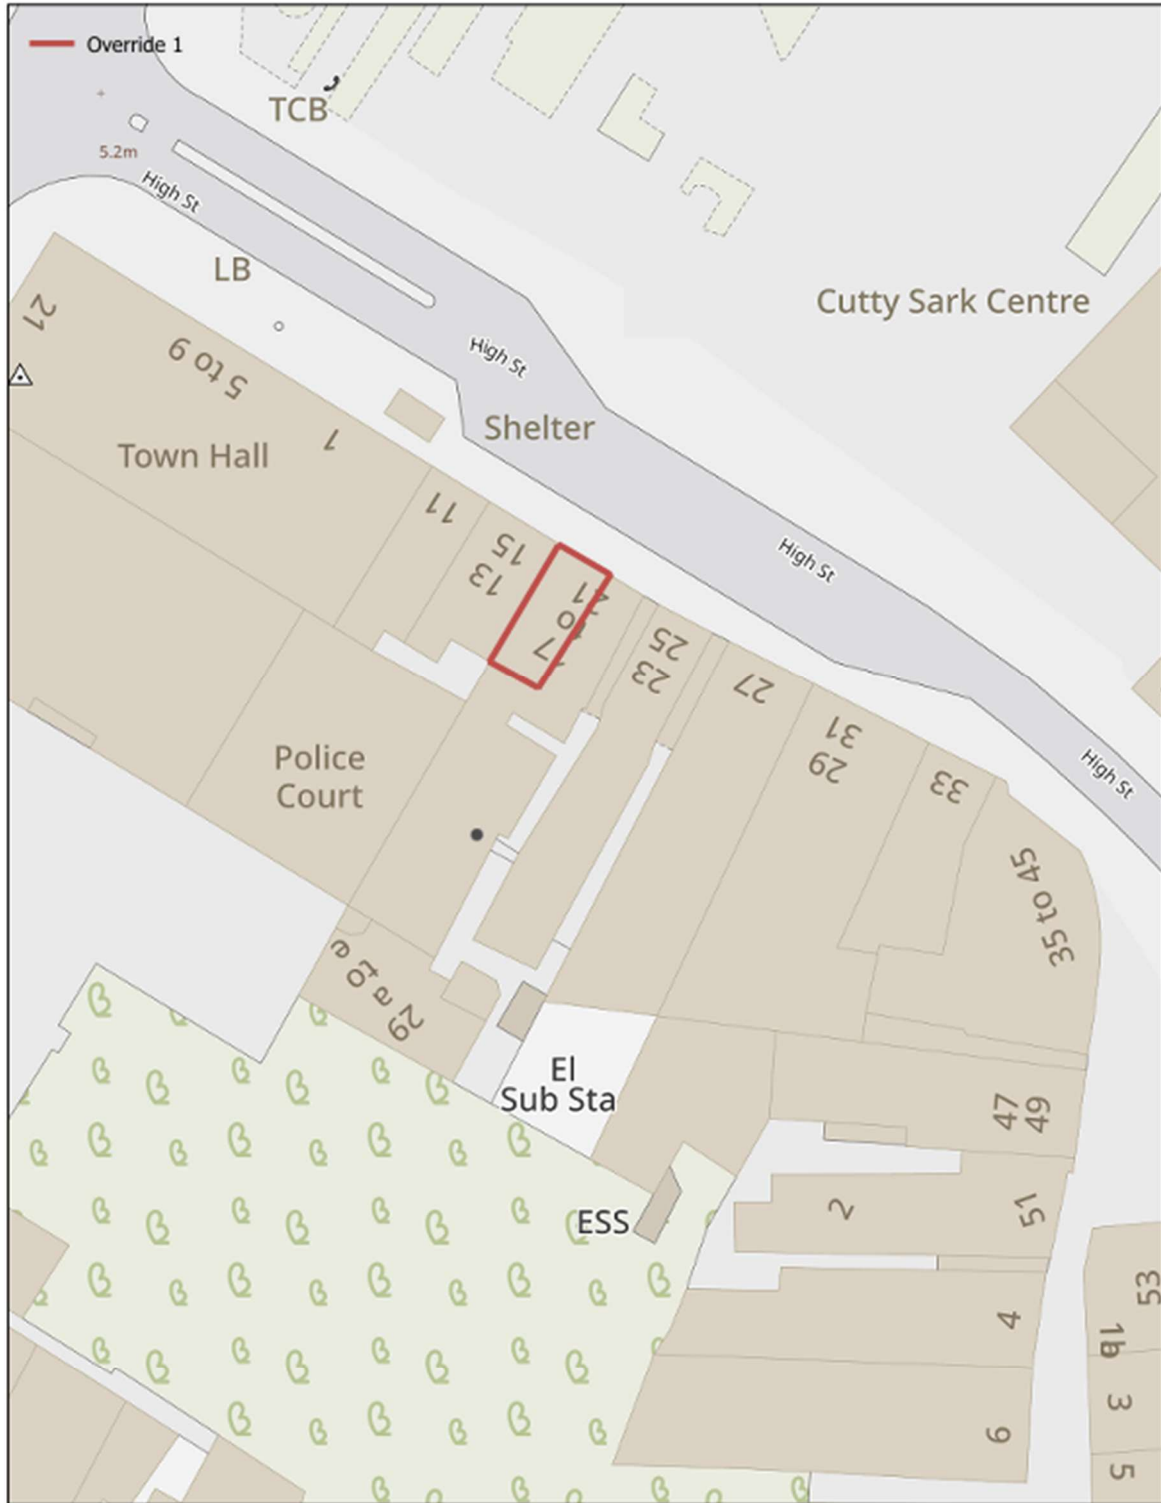 Override 1
TCB
5.2m
High St
LB
Cutty Sark Centre
21
High St
5 to 9
Shelter
1
Town Hall
11
15
13
High St
21
to
17
25
23
27
31
29
33
High St
Police
Court
35 to 45
29 a to e
El
Sub Sta
47
49
2
51
ESS
53
4
1b
3
6
5